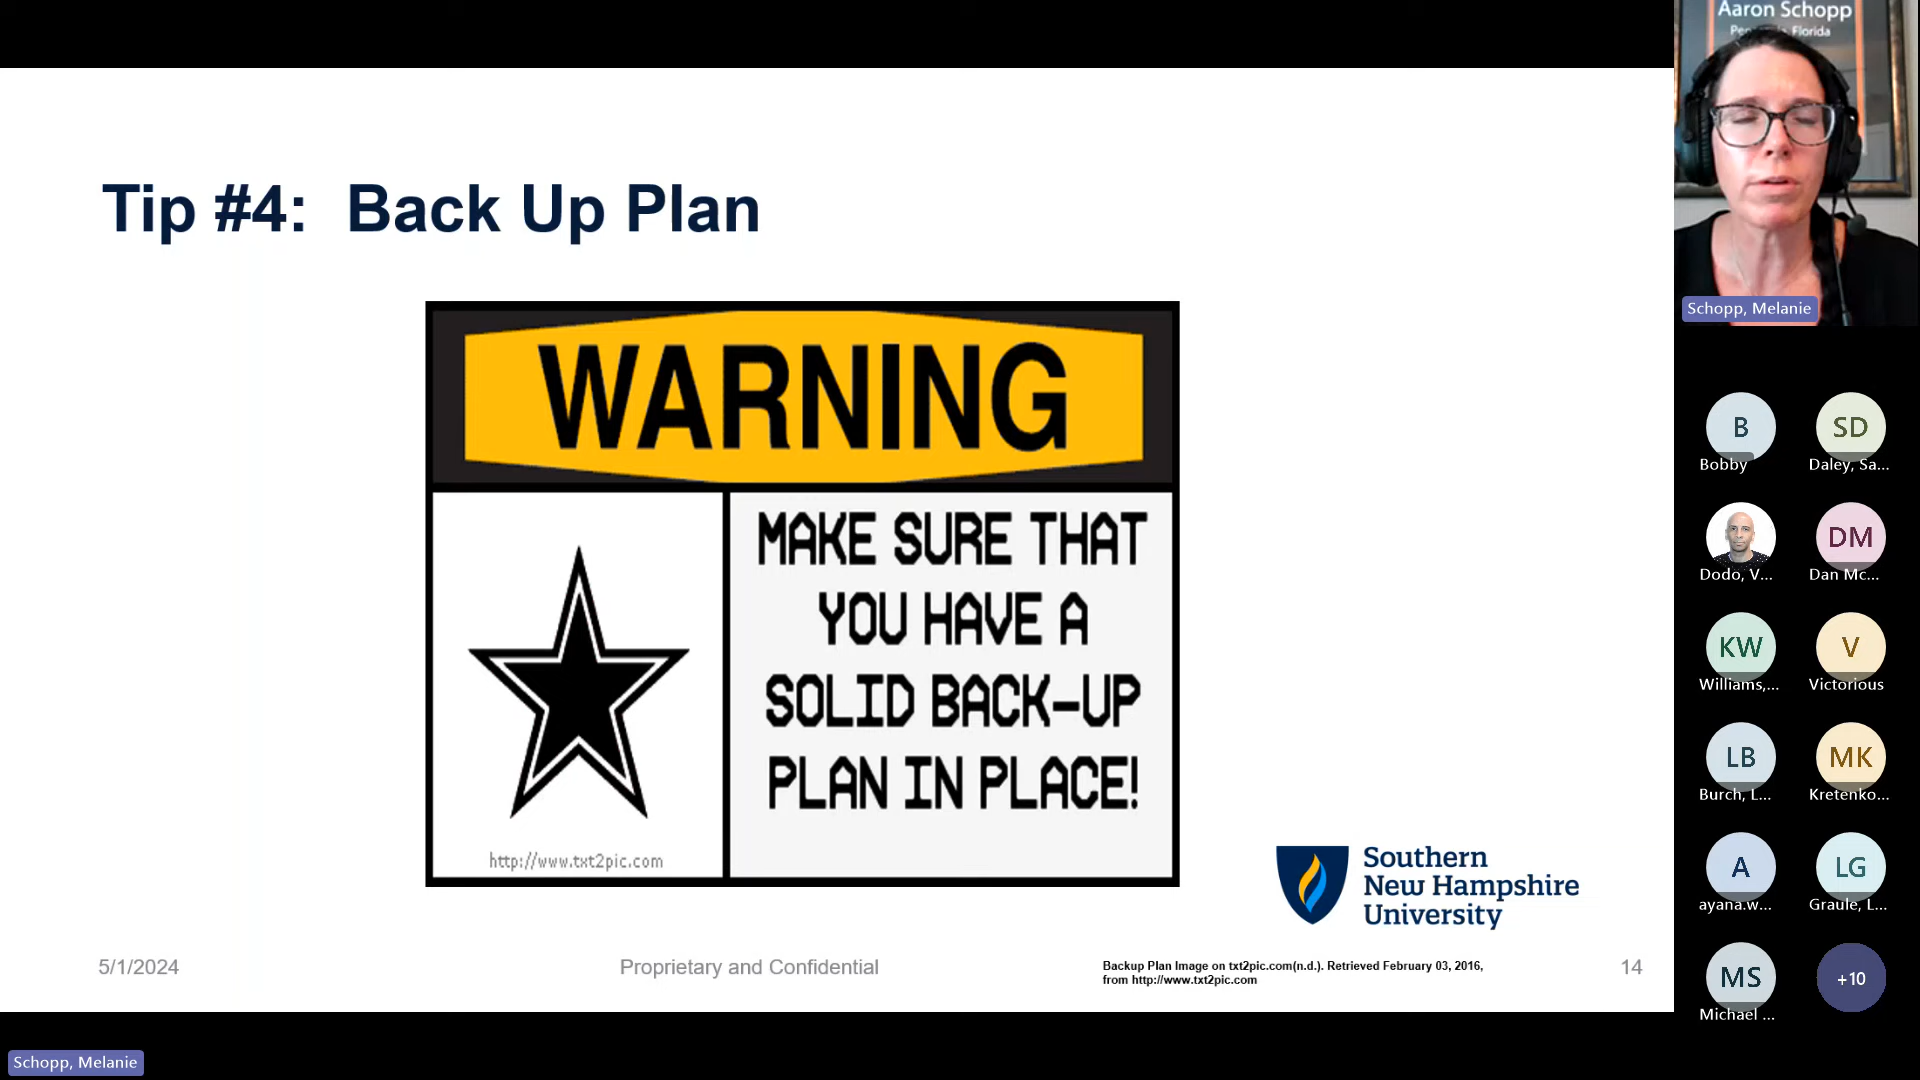 Aaron Schopp
Florida
Tip #4: Back Up Plan
WARNING
MAKE SURE THAT
YOU HAVE A
SOLID BACK-UP
PLAN IN PLACE!
http://www.txt2pic.com
Southern
New Hampshire
University
5/1/2024
Proprietary and Confidential
Backup Plan Image on txt2pic.com(n.d.). Retrieved February 03, 2016,
from http://www.txt2pic.com
14
Schopp, Melanie
B
Bobby
SD
Daley, Sa...
Dodo, V...
DM
Dan Mc...
KW
Williams,...
V
Victorious
LB
Burch, L...
MK
Kretenko...
A
ayana.w...
LG
Graule, L...
MS
Michael ...
+10
Schopp, Melanie